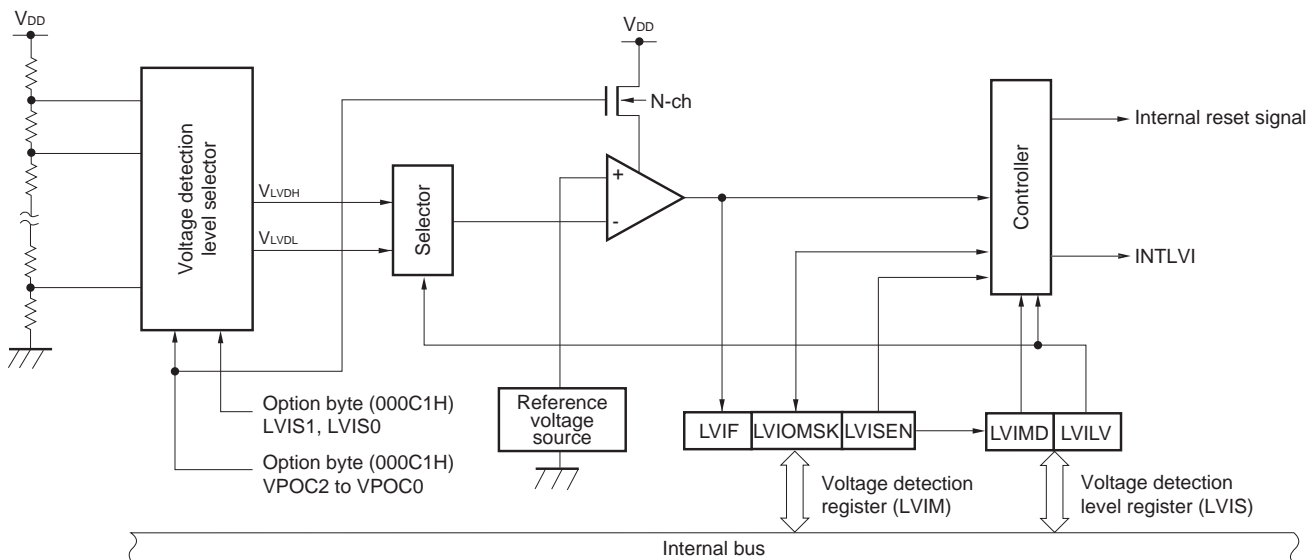 VDD
VDD
N-ch
Voltage detection
level selector
VLVDH
VLVDL
Selector
+
-
Controller
Internal reset signal
INTLVI
Option byte (000C1H)
LVIS1, LVIS0
Option byte (000C1H)
VPOC2 to VPOC0
Reference
voltage
source
LVIF
LVIOMSK
LVISEN
LVIMD
LVILV
Voltage detection
register (LVIM)
Voltage detection
level register (LVIS)
Internal bus